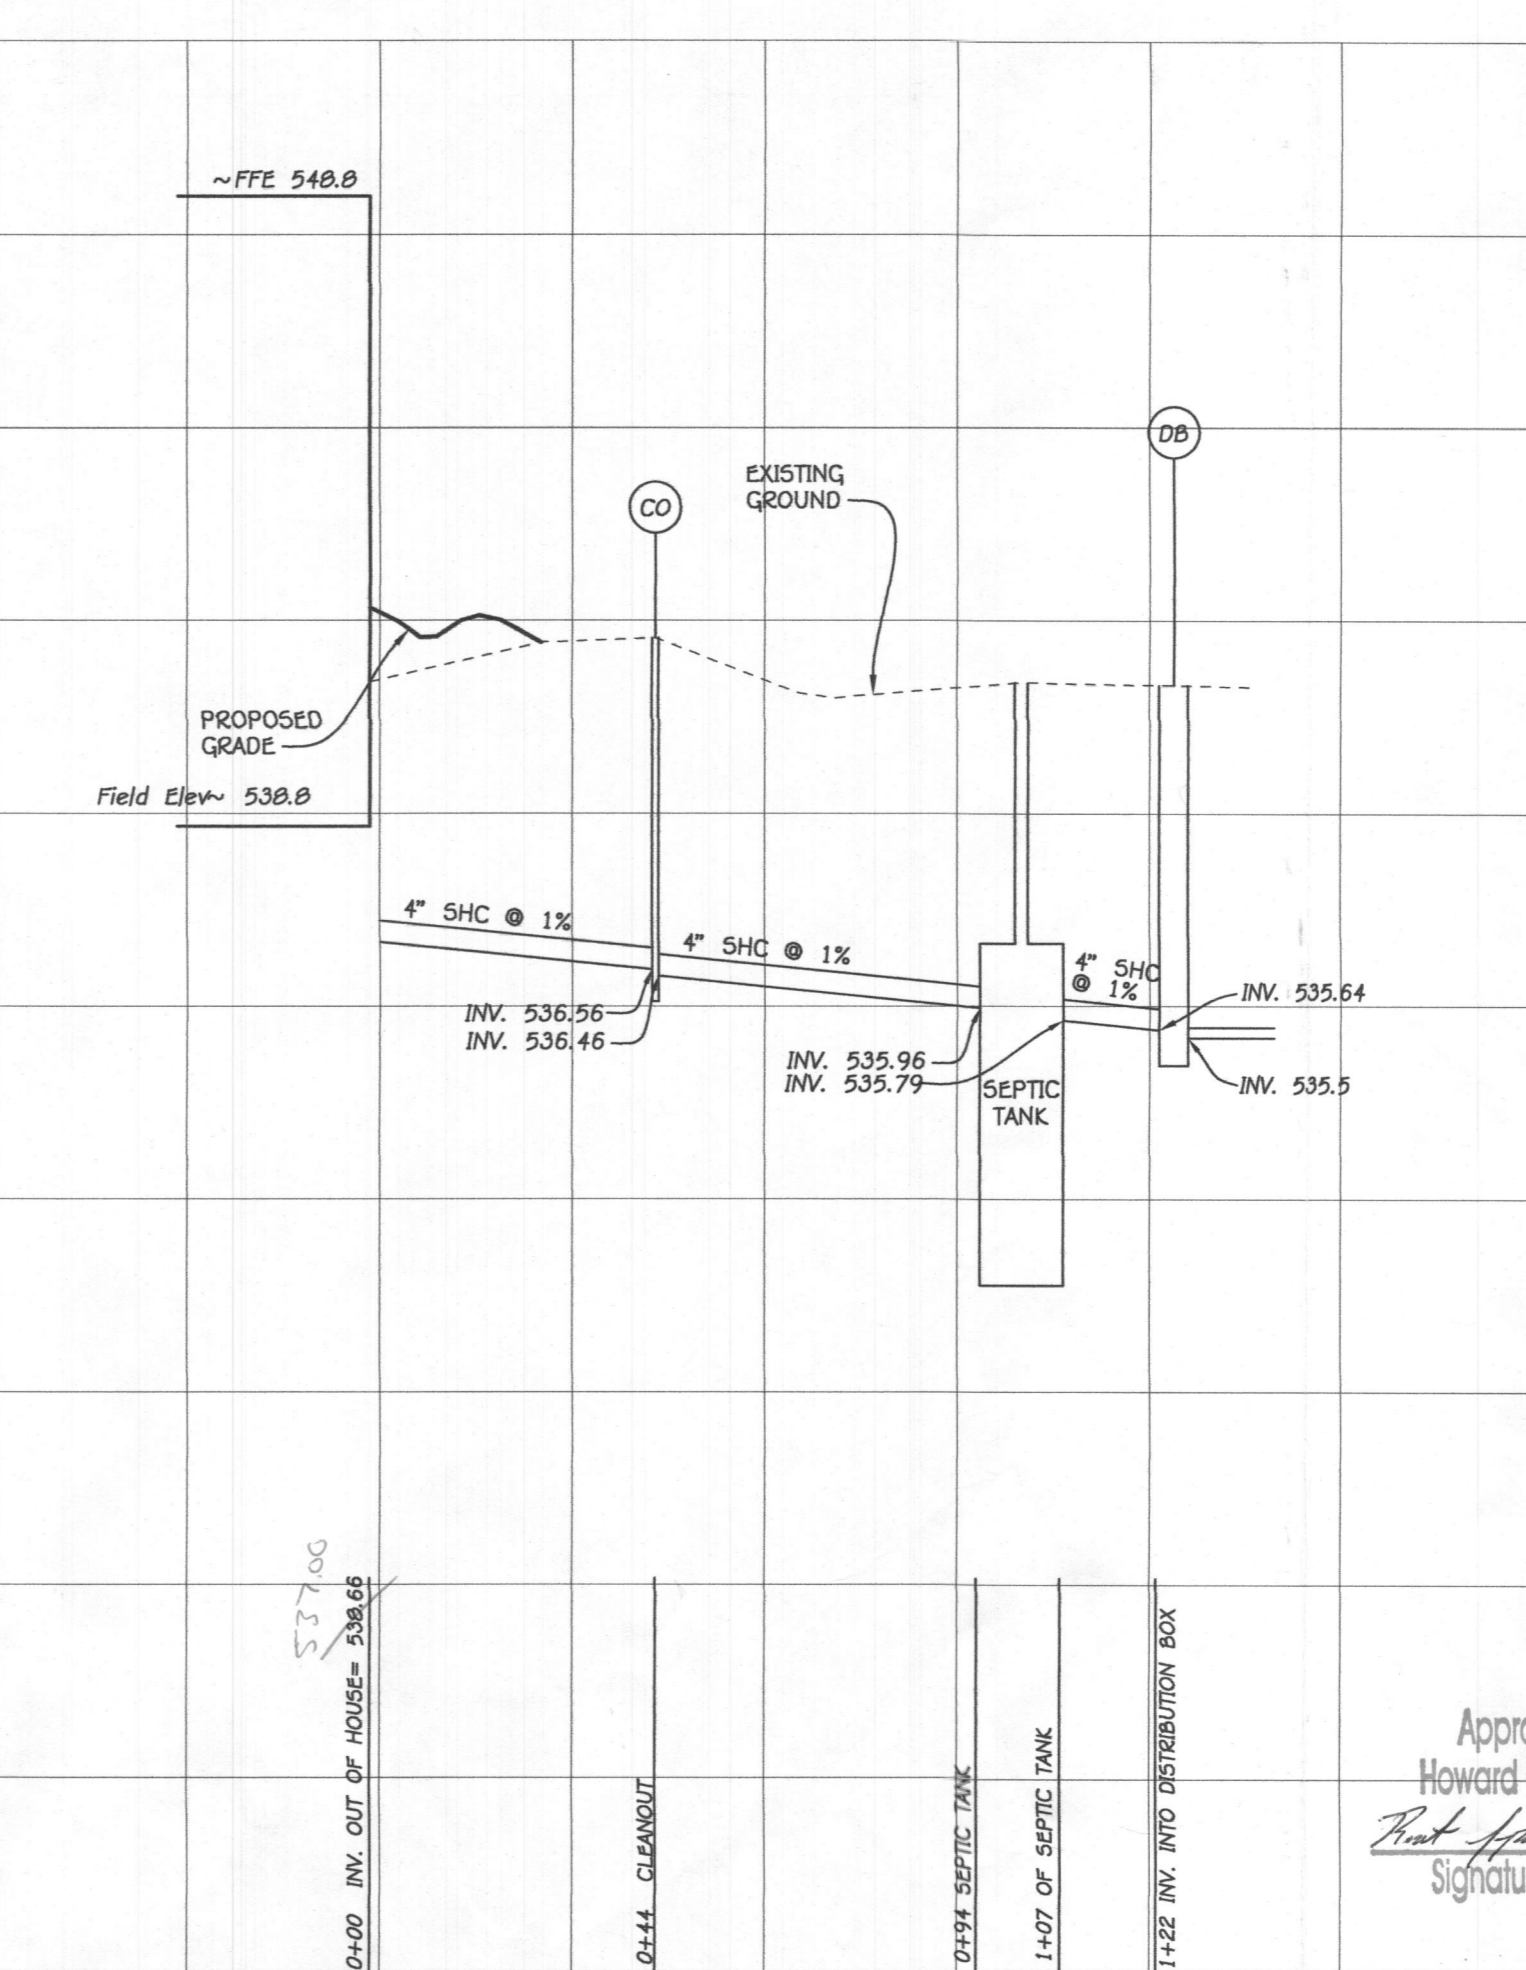 ~FFE 548.8
DB
EXISTING
GROUND
CO
PROPOSED
GRADE
Field Elev~ 538.8
4" SHC @ 1%
4" SHC @ 1%
4" SHC
@ 1%
INV. 536.56
INV. 536.46
INV. 535.64
INV. 535.96
INV. 535.79
INV. 535.5
SEPTIC
TANK
537.00
0+00 INV. OUT OF HOUSE= 538.66
0+44 CLEANOUT
0+94 SEPTIC TANK
1+07 OF SEPTIC TANK
1+22 INV. INTO DISTRIBUTION BOX
Appro
Howard
Signatu